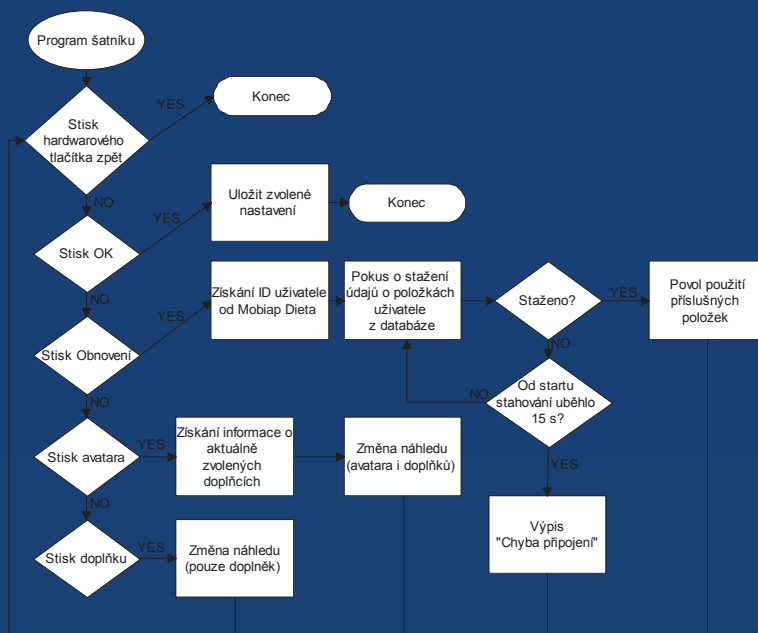 Program šatníku
YES
Konec
Stisk
hardwarového
tlačítka zpět
NO
YES
Uložit zvolené
nastavení
Konec
Stisk OK
NO
YES
Získání ID uživatele
od Mobiap Dieta
Pokus o stažení
údajů o položkách
uživatele
z databáze
Staženo?
YES
Povol použití
příslušných
položek
Stisk Obnovení
NO
NO
Od startu
stahování uběhlo
15 s?
NO
YES
Stisk avatara
YES
Získání informace o
aktuálně
zvolených
doplňcích
Změna náhledu
(avatara i doplňků)
NO
Výpis
"Chyba připojení"
Stisk doplňku
YES
Změna náhledu
(pouze doplněk)